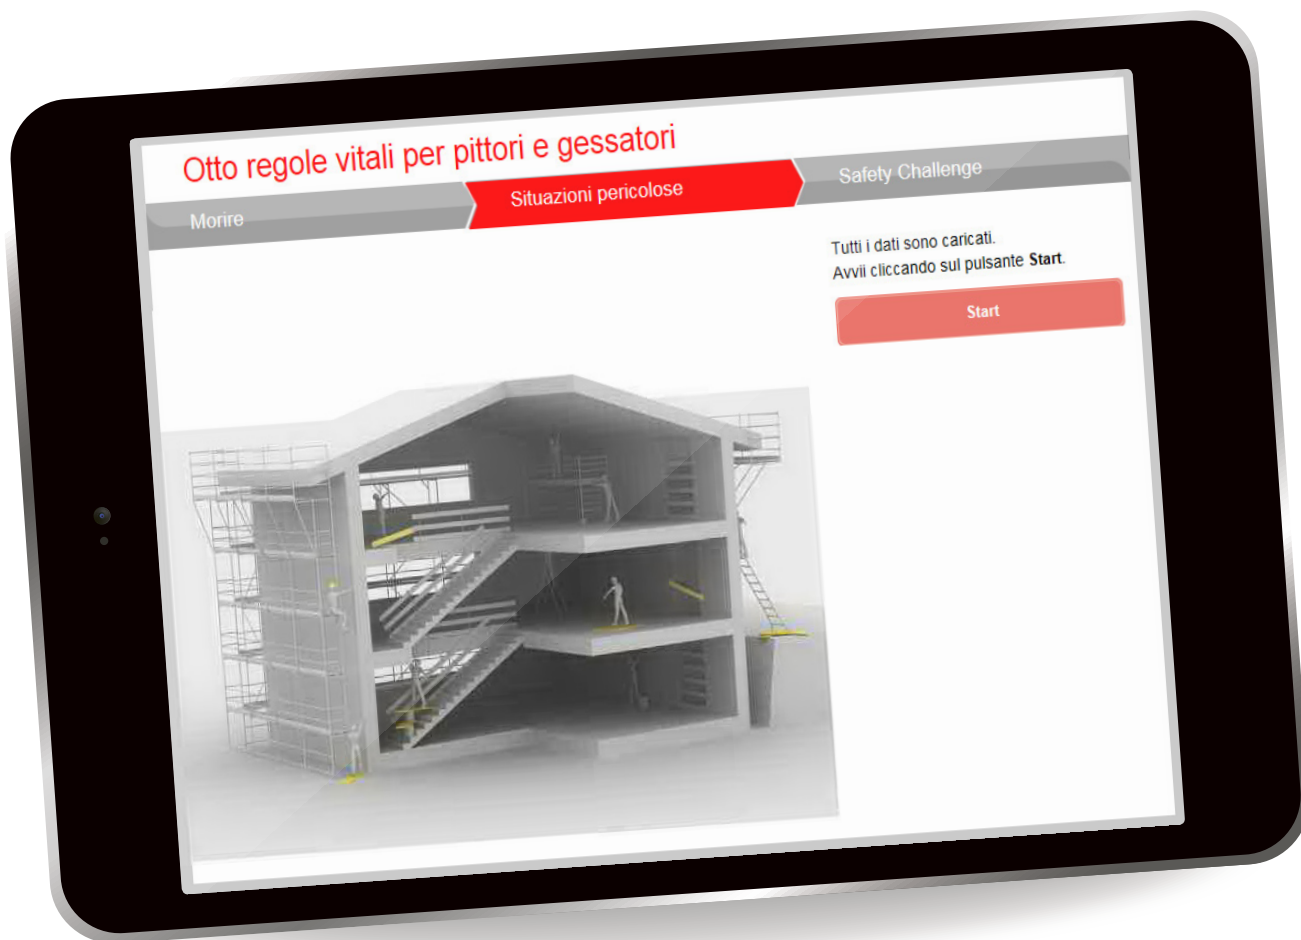 Otto regole vitali per pittori e gessatori
Morire
Situazioni pericolose
Safety Challenge
Tutti i dati sono caricati.
Avvii cliccando sul pulsante Start.
Start